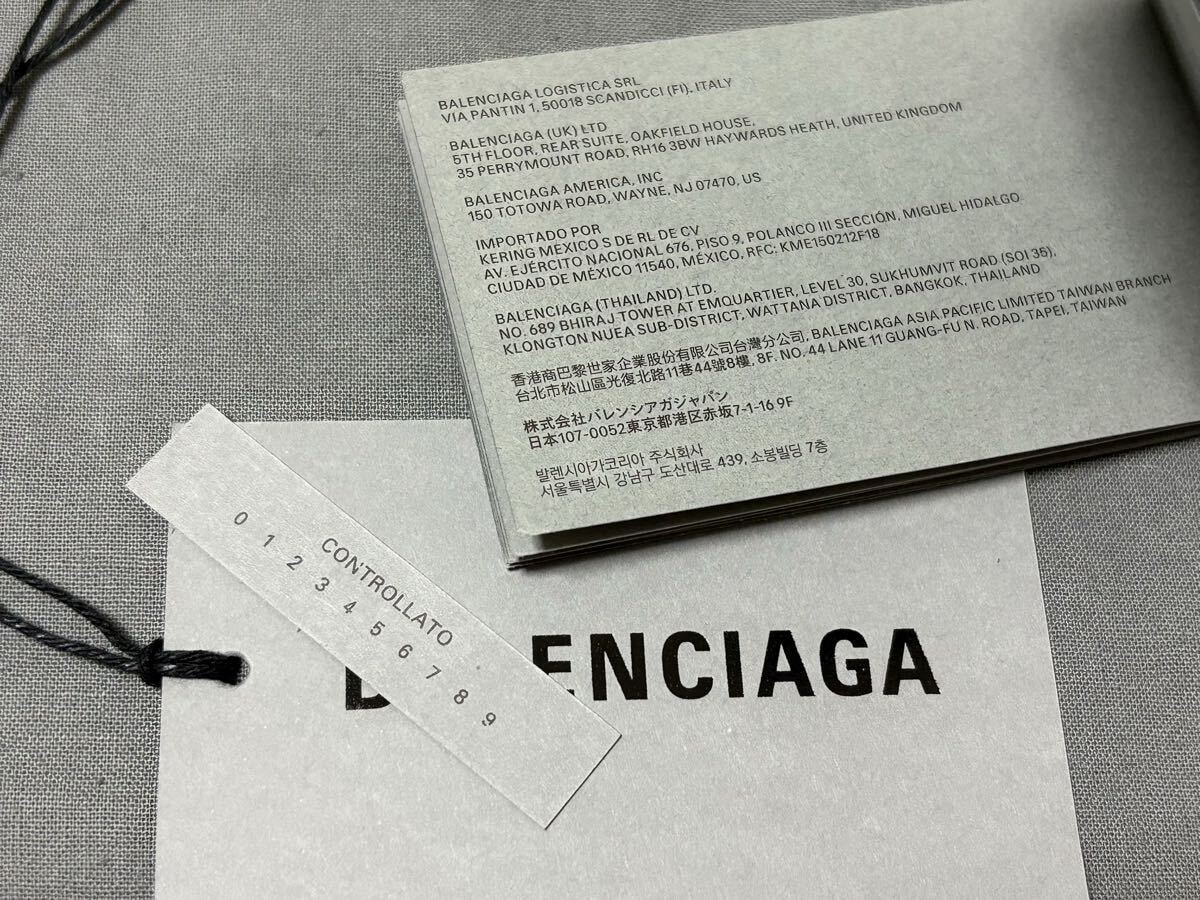 BALENCIAGA LOGISTICA SRL
VIA PANTIN 1, 50018 SCANDICCI (FI). ITALY
BALENCIAGA (UK) LTD
5TH FLOOR, REAR SUITE, OAKFIELD HOUSE,
35 PERRYMOUNT ROAD, RH16 3BW HAYWARDS HEATH, UNITED KINGDOM
BALENCIAGA AMERICA, INC
150 TOTOWA ROAD, WAYNE, NJ 07470, US
IMPORTADO POR
KERING MEXICO S DE RL DE CV
AV. EJÉRCITO NACIONAL 676, PISO 9, POLANCO III SECCIÓN, MIGUEL HIDALGO
CIUDAD DE MÉXICO 11540, MÉXICO, RFC: KME150212F18
BALENCIAGA (THAILAND) LTD.
NO. 689 BHIRAJ TOWER AT EMQUARTIER, LEVEL 30, SUKHUMVIT ROAD (SOI 35),
KLONGTON NUEA SUB-DISTRICT, WATTANA DISTRICT, BANGKOK, THAILAND
香港商巴黎世家企業股份有限公司台灣分公司, BALENCIAGA ASIA PACIFIC LIMITED TAIWAN BRANCH
台北市松山區光復北路11巷44號8樓, 8F. NO. 44 LANE 11 GUANG-FU N. ROAD, TAPEI, TAIWAN
株式会社バレンシアガジャパン
日本107-0052東京都港区赤坂7-1-16 9F
발렌시아가코리아 주식회사
서울특별시 강남구 도산대로 439, 소봉빌딩 7층
CONTROLLATO
0 1 2 3 4 5 6 7 8 9
ENCIAGA